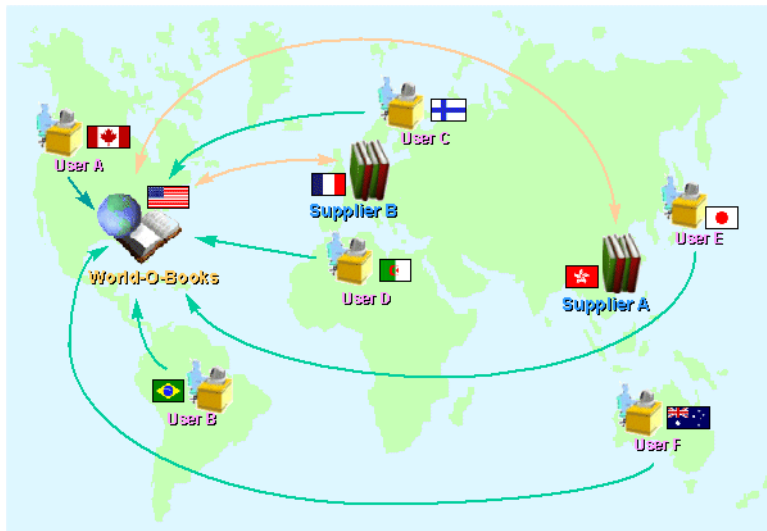 User C
User A
Supplier B
User E
World-O-Books
User D
Supplier A
User B
User F